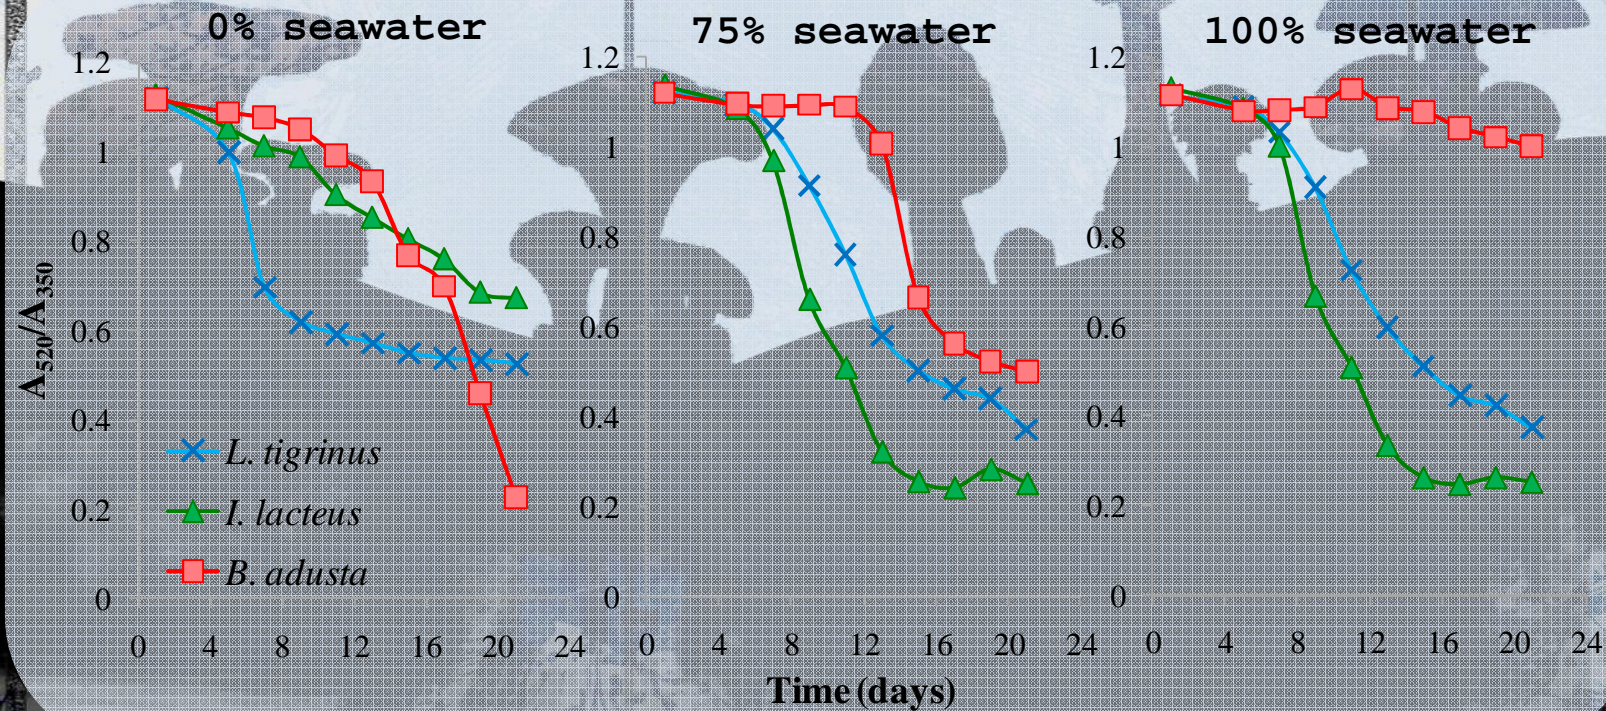 0% seawater
75% seawater
100% seawater
A520/A350
1.2
1
0.8
0.6
0.4
0.2
0
0 4 8 12 16 20 24
L. tigrinus
I. lacteus
B. adusta
1.2
1
0.8
0.6
0.4
0.2
0
0 4 8 12 16 20 24
1.2
1
0.8
0.6
0.4
0.2
0
0 4 8 12 16 20 24
Time (days)